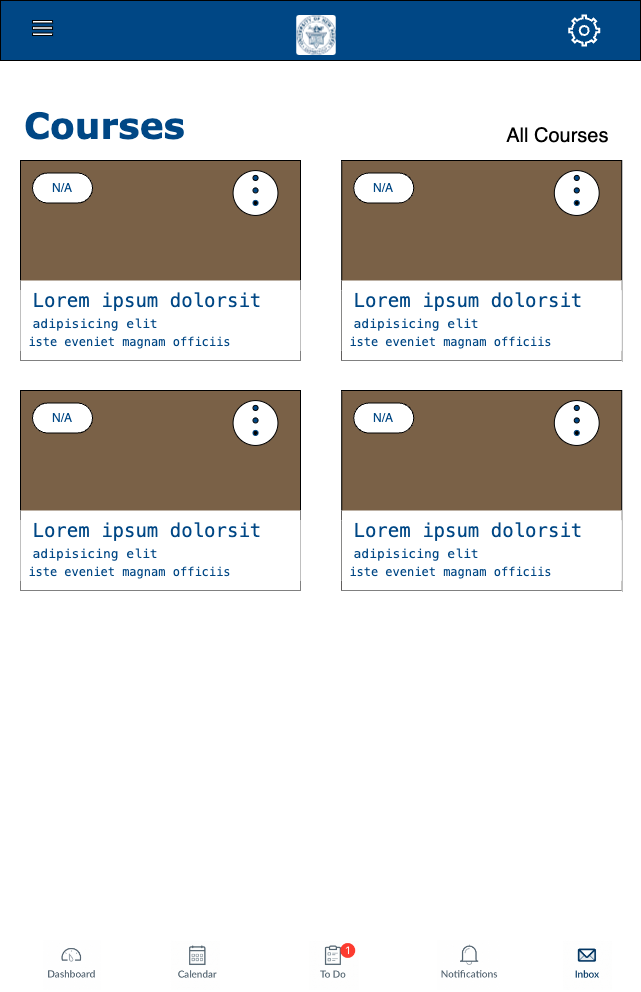 Courses
All Courses
N/A
N/A
Lorem ipsum dolorsit
adipisicing elit
iste eveniet magnam officiis
Lorem ipsum dolorsit
adipisicing elit
iste eveniet magnam officiis
N/A
N/A
Lorem ipsum dolorsit
adipisicing elit
iste eveniet magnam officiis
Lorem ipsum dolorsit
adipisicing elit
iste eveniet magnam officiis
1
Dashboard
Calendar
To Do
Notifications
Inbox